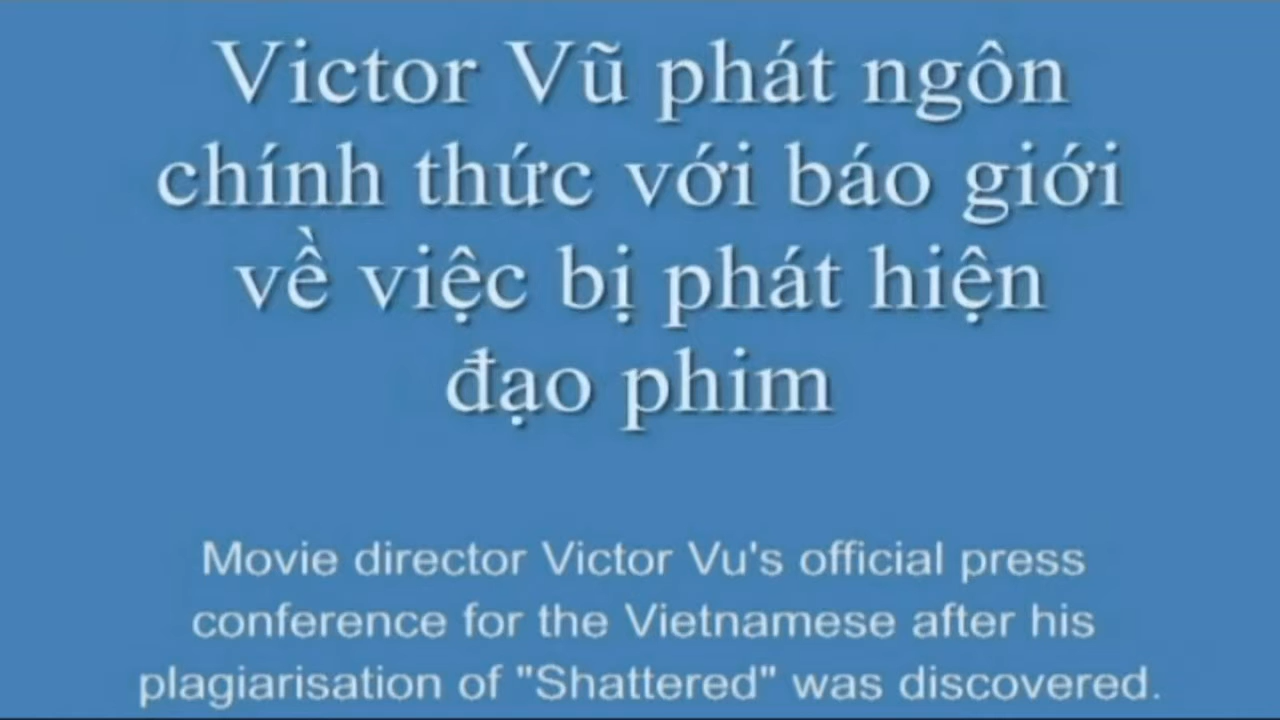 Victor Vũ phát ngôn
chính thức với báo giới
về việc bị phát hiện
đạo phim
Movie director Victor Vu's official press
conference for the Vietnamese after his
plagiarisation of "Shattered" was discovered.